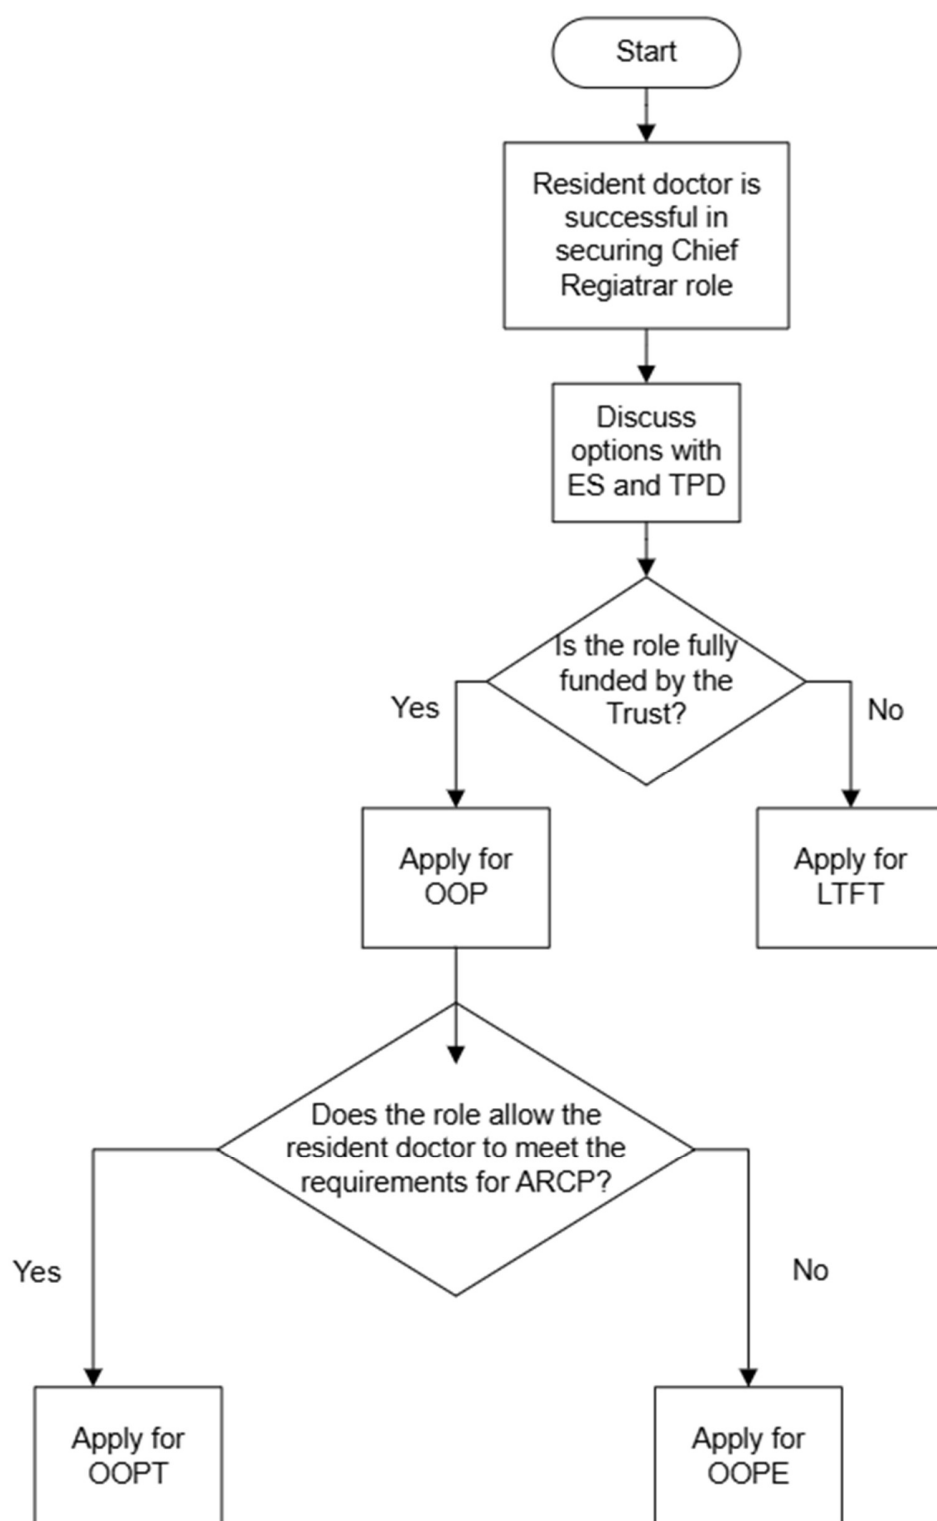 Start
Resident doctor is
successful in
securing Chief
Regiatrar role
Discuss
options with
ES and TPD
Is the role fully
funded by the
Trust?
Yes
No
Apply for
OOP
Apply for
LTFT
Does the role allow the
resident doctor to meet the
requirements for ARCP?
Yes
No
Apply for
OOPT
Apply for
OOPE